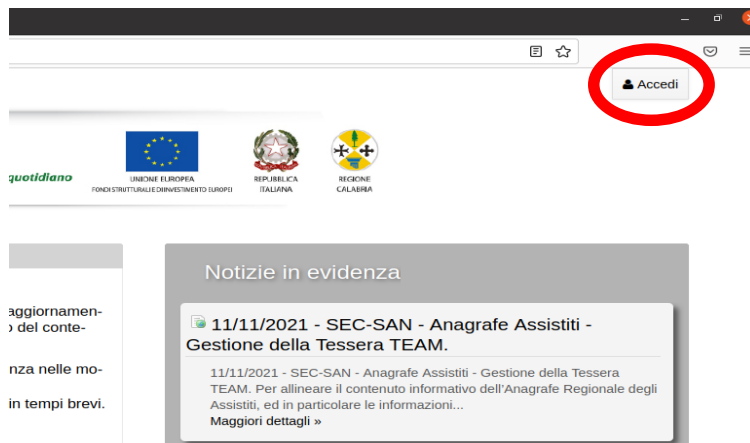 Accedi
quotidiano
UNIONE EUROPEA
FONDI STRUTTURALI E DI INVESTIMENTO EUROPEI
REPUBBLICA
ITALIANA
REGIONE
CALABRIA
aggiornamen-
o del conte-
nza nelle mo-
in tempi brevi.
Notizie in evidenza
11/11/2021 - SEC-SAN - Anagrafe Assistiti -
Gestione della Tessera TEAM.
11/11/2021 - SEC-SAN - Anagrafe Assistiti - Gestione della Tessera
TEAM. Per allineare il contenuto informativo dell'Anagrafe Regionale degli
Assistiti, ed in particolare le informazioni...
Maggiori dettagli »